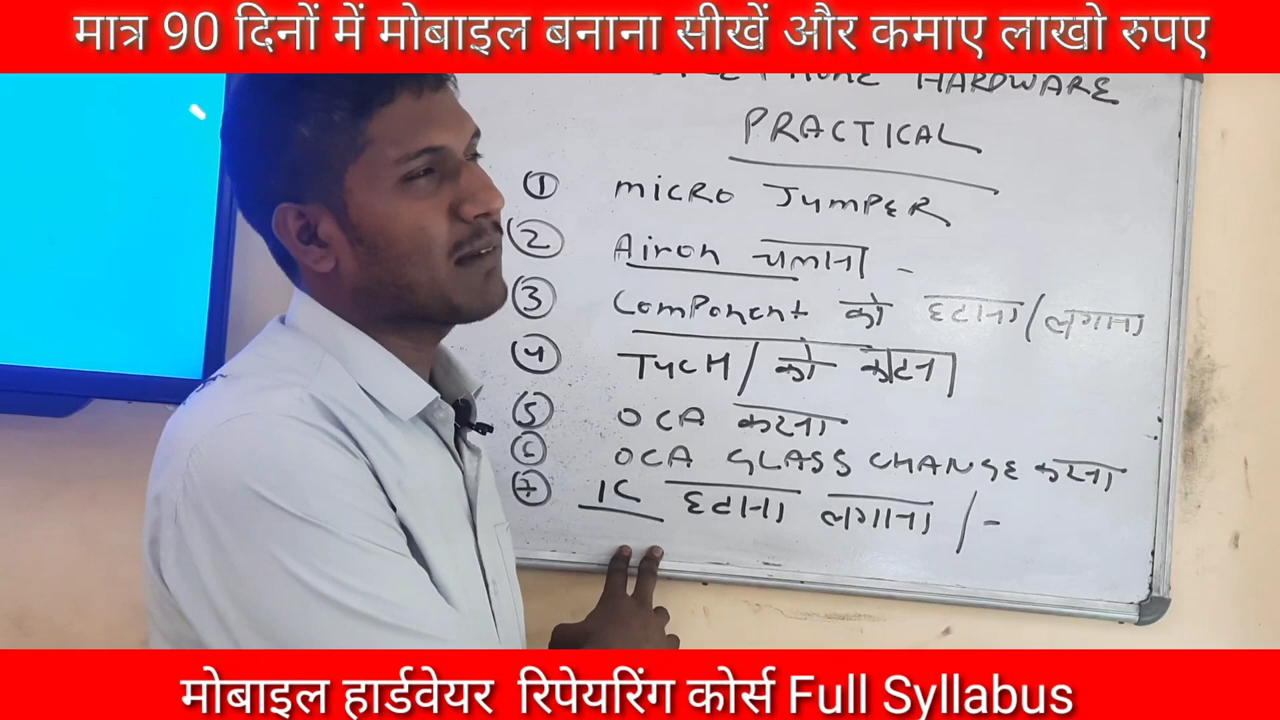 मात्र 90 दिनों में मोबाइल बनाना सीखें और कमाए लाखो रुपए
HARDWARE
PRACTICAL
① MICRO JUMPER
② Airon चलाना -
③ ComPonent को हटाना/लगाना
④ TucH/को काटना
⑤ OCA करना
⑥ OCA GLASS CHANGE करना
⑦ IC हटाना लगाना /-
मोबाइल हार्डवेयर रिपेयरिंग कोर्स Full Syllabus